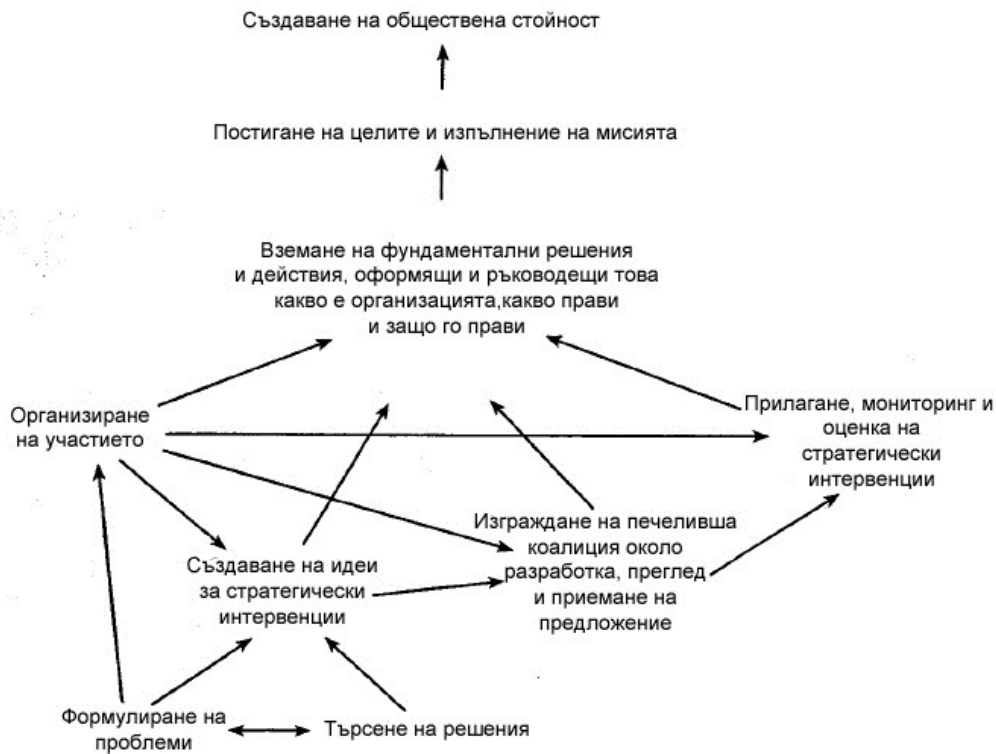 Създаване на обществена стойност
Постигане на целите и изпълнение на мисията
Вземане на фундаментални решения
и действия, оформящи и ръководещи това
какво е организацията,какво прави
и защо го прави
Организиране
на участието
Прилагане, мониторинг и
оценка на
стратегически
интервенции
Изграждане на печеливша
коалиция около
разработка, преглед
и приемане на
предложение
Създаване на идеи
за стратегически
интервенции
Формулиране на
проблеми
Търсене на решения